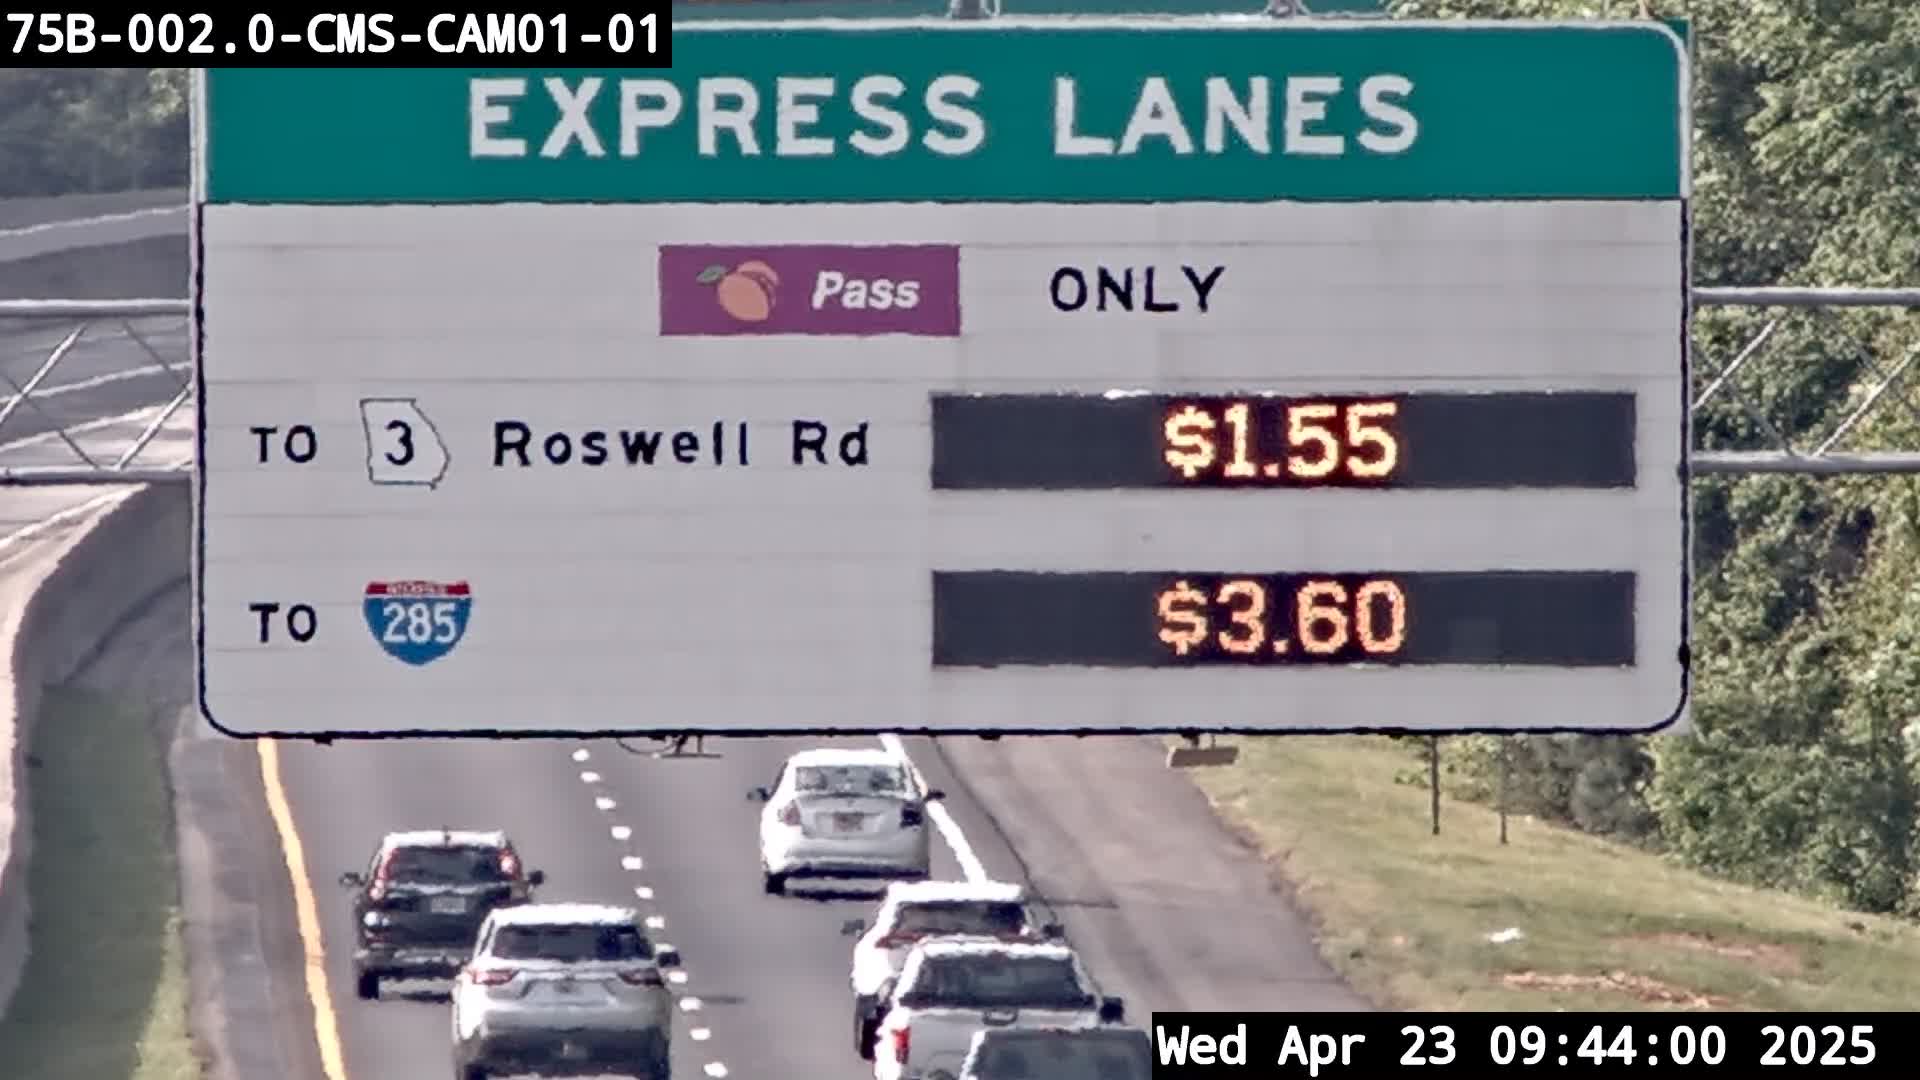 75B-002.0-CMS-CAM01-01
EXPRESS LANES
Pass ONLY
TO 3 Roswell Rd $1.55
TO 285 $3.60
Wed Apr 23 09:44:00 2025